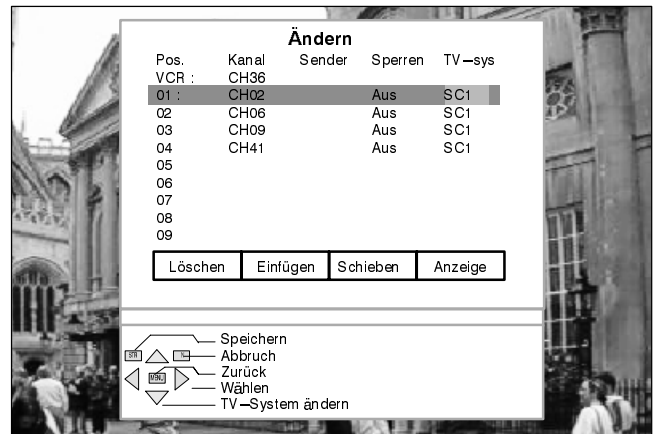 Ändern
Pos. Kanal Sender Sperren TV-sys
VCR : CH36
01 : CH02 Aus SC1
02 CH06 Aus SC1
03 CH09 Aus SC1
04 CH41 Aus SC1
05
06
07
08
09
Löschen Einfügen Schieben Anzeige
Speichern
STR N Abbruch
MENU Zurück
Wählen
TV-System ändern